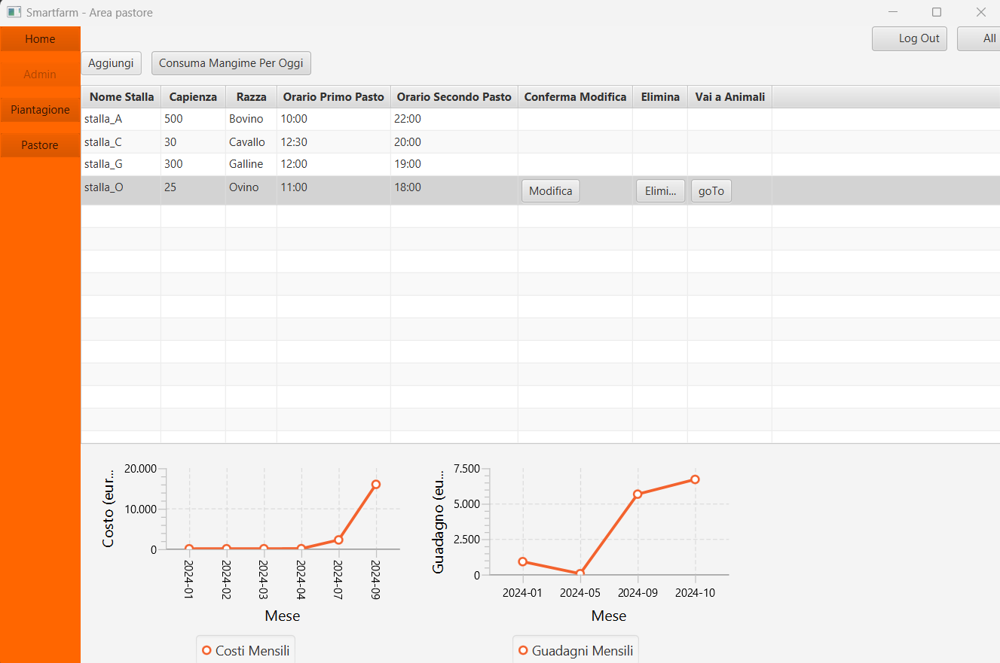 Smartfarm - Area pastore
Home
Log Out
All
Aggiungi
Consuma Mangime Per Oggi
Admin
Piantagione
Pastore
Nome Stalla Capienza Razza Orario Primo Pasto Orario Secondo Pasto Conferma Modifica Elimina Vai a Animali
stalla_A 500 Bovino 10:00 22:00
stalla_C 30 Cavallo 12:30 20:00
stalla_G 300 Galline 12:00 19:00
stalla_O 25 Ovino 11:00 18:00 Modifica Elimi... goTo
Costo (eur...
20.000
10.000
0
2024-01 2024-02 2024-03 2024-04 2024-07 2024-09
Mese
Costi Mensili
Guadagno (eu...
7.500
5.000
2.500
0
2024-01 2024-05 2024-09 2024-10
Mese
Guadagni Mensili